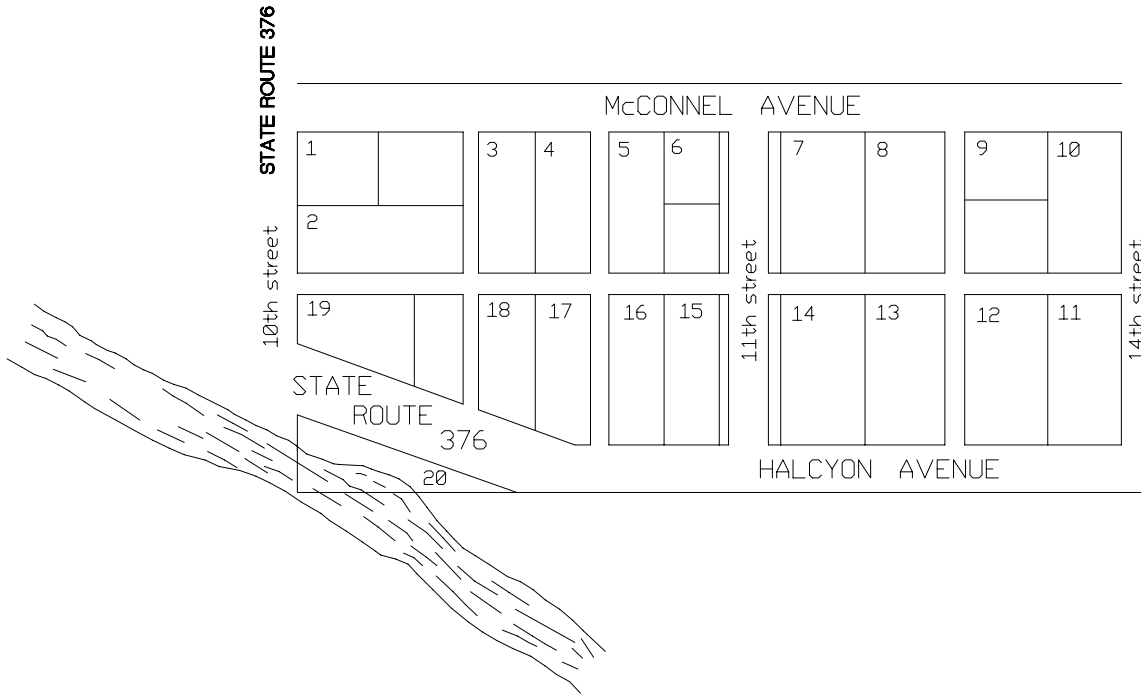 STATE ROUTE 376
McCONNEL AVENUE
1
3
4
5
6
7
8
9
10
2
10th street
11th street
14th street
19
18
17
16
15
14
13
12
11
STATE
ROUTE
376
HALCYON AVENUE
20